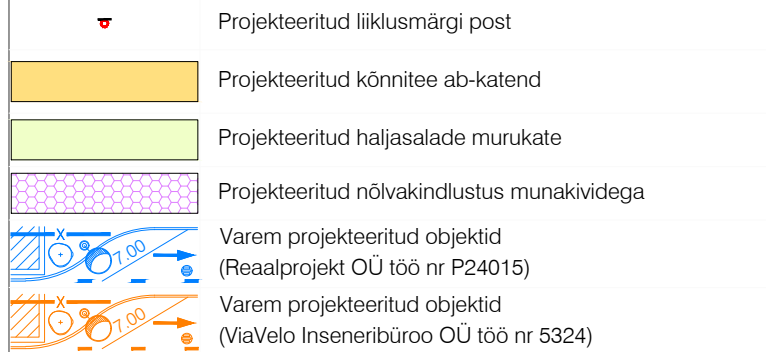 Projekteeritud liiklusmärgi post
Projekteeritud kõnnitee ab-katend
Projekteeritud haljasalade murukate
Projekteeritud nõlvakindlustus munakividega
X
7.00
Varem projekteeritud objektid
(Reaalprojekt OÜ töö nr P24015)
X
7.00
Varem projekteeritud objektid
(ViaVelo Inseneribüroo OÜ töö nr 5324)